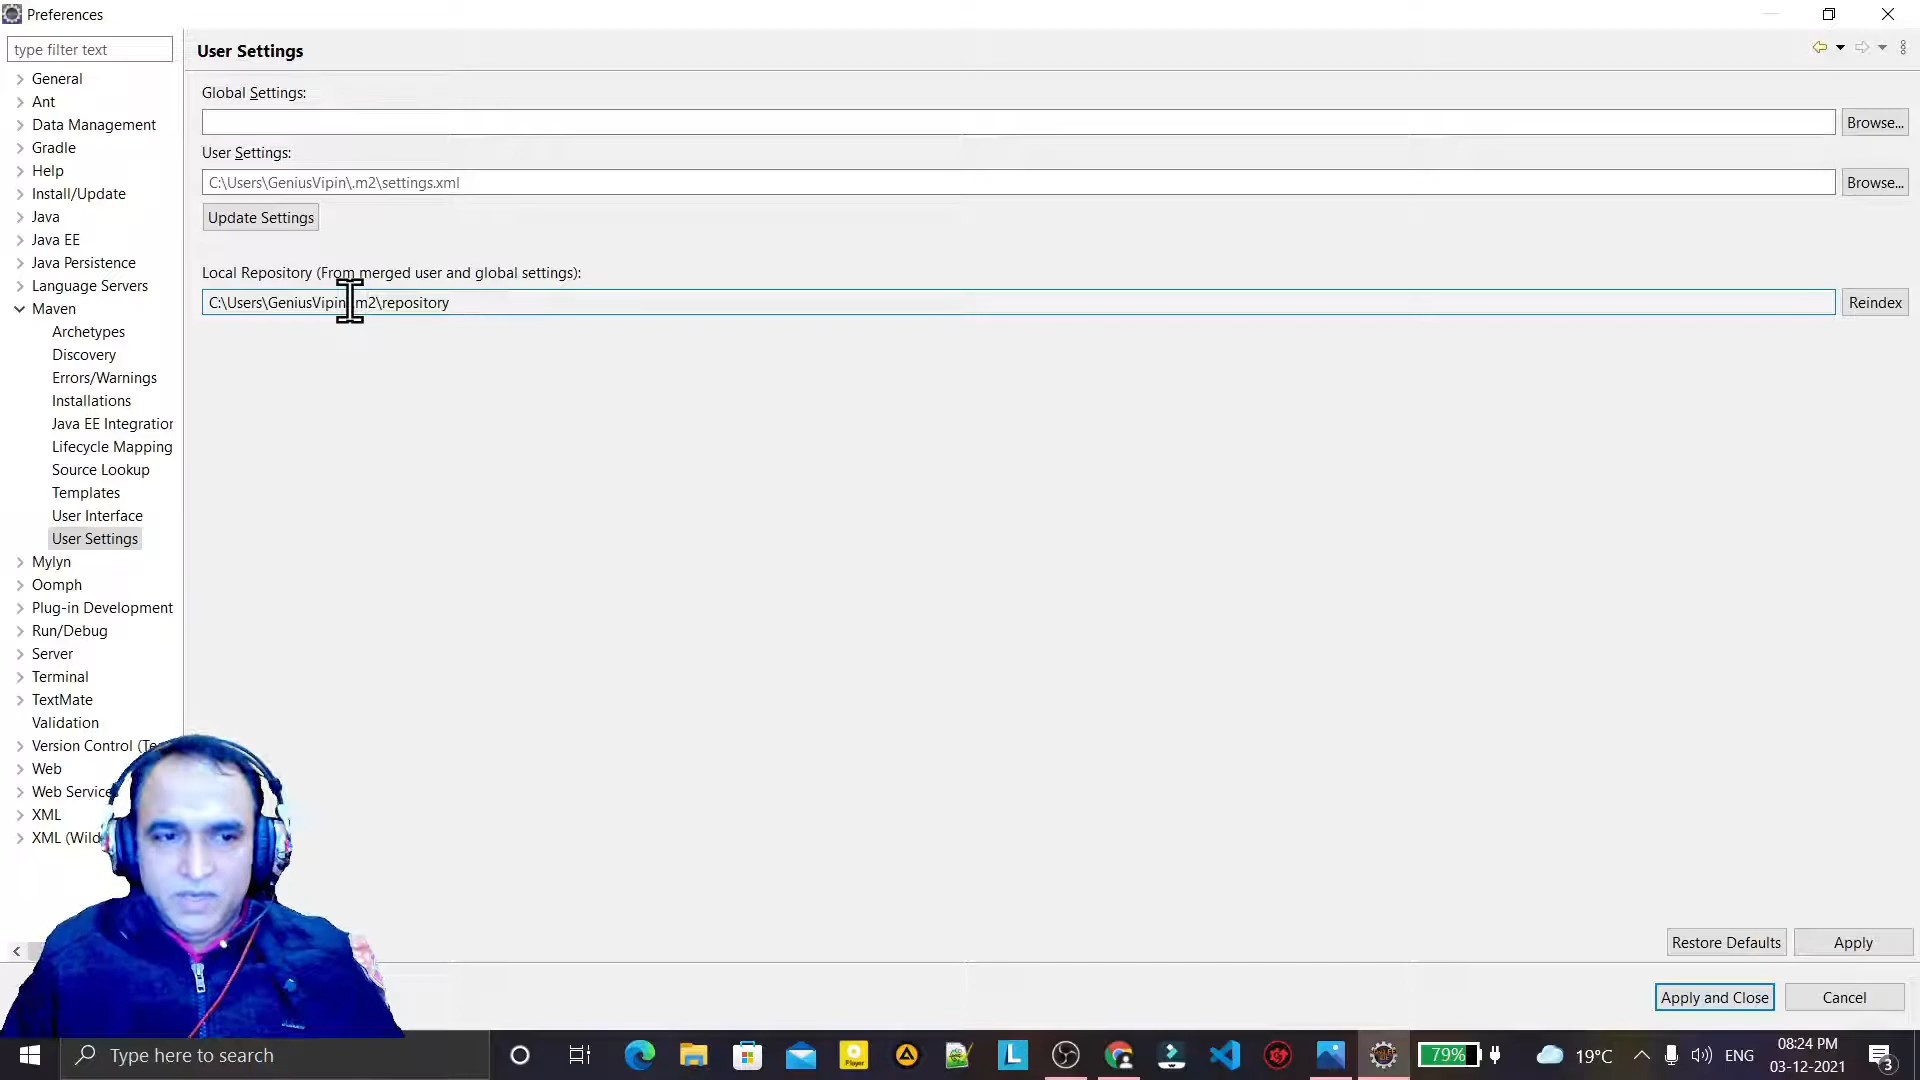 Preferences
type filter text
General
Ant
Data Management
Gradle
Help
Install/Update
Java
Java EE
Java Persistence
Language Servers
Maven
Archetypes
Discovery
Errors/Warnings
Installations
Java EE Integration
Lifecycle Mapping
Source Lookup
Templates
User Interface
User Settings
Mylyn
Oomph
Plug-in Development
Run/Debug
Server
Terminal
TextMate
Validation
Version Control (Te
Web
Web Service
XML
XML (Wild
User Settings
Global Settings:
Browse...
User Settings:
C:\Users\GeniusVipin\.m2\settings.xml
Browse...
Update Settings
Local Repository (From merged user and global settings):
C:\Users\GeniusVipin\.m2\repository
Reindex
Restore Defaults
Apply
Apply and Close
Cancel
Type here to search
Player
L
79%
19°C
ENG
08:24 PM
03-12-2021
3